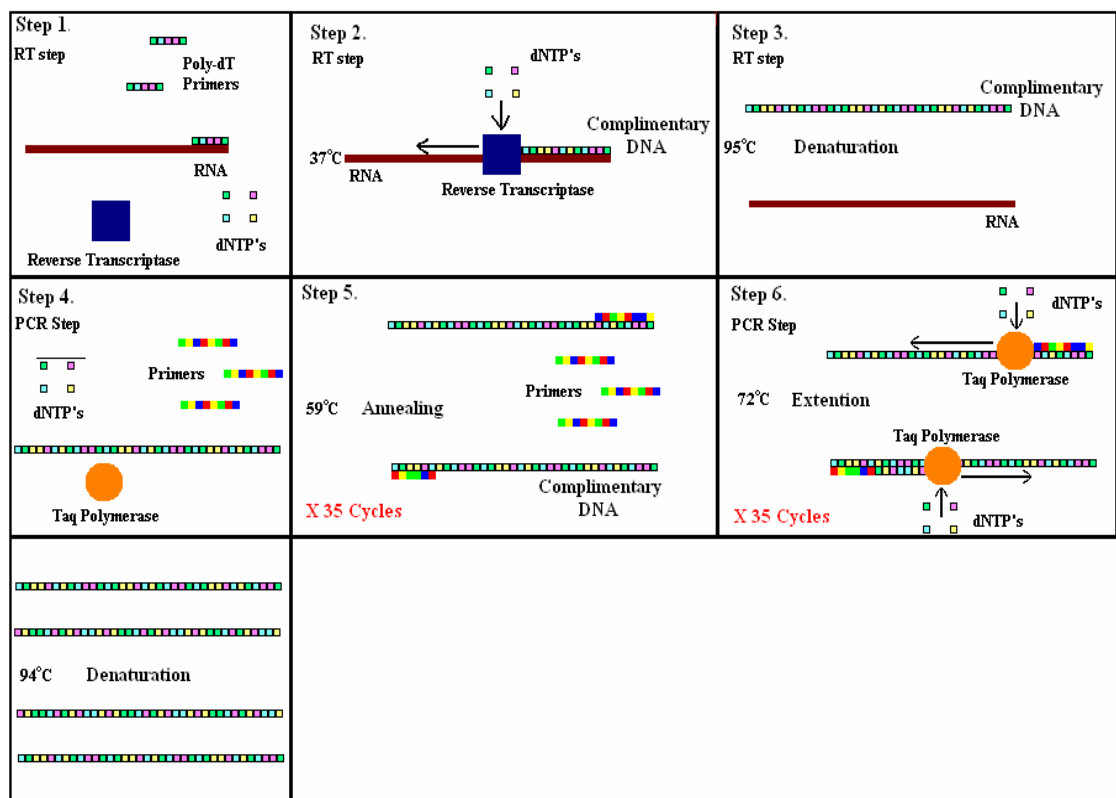 Step 1.
RT step
Poly-dT
Primers
RNA
dNTP's
Reverse Transcriptase
Step 2.
RT step
dNTP's
Complimentary
DNA
37°C
RNA
Reverse Transcriptase
Step 3.
RT step
Complimentary
DNA
95°C Denaturation
RNA
Step 4.
PCR Step
Primers
dNTP's
Taq Polymerase
Step 5.
Primers
59°C Annealing
Complimentary
DNA
X 35 Cycles
Step 6.
PCR Step
dNTP's
Taq Polymerase
72°C Extention
Taq Polymerase
X 35 Cycles
dNTP's
94°C Denaturation